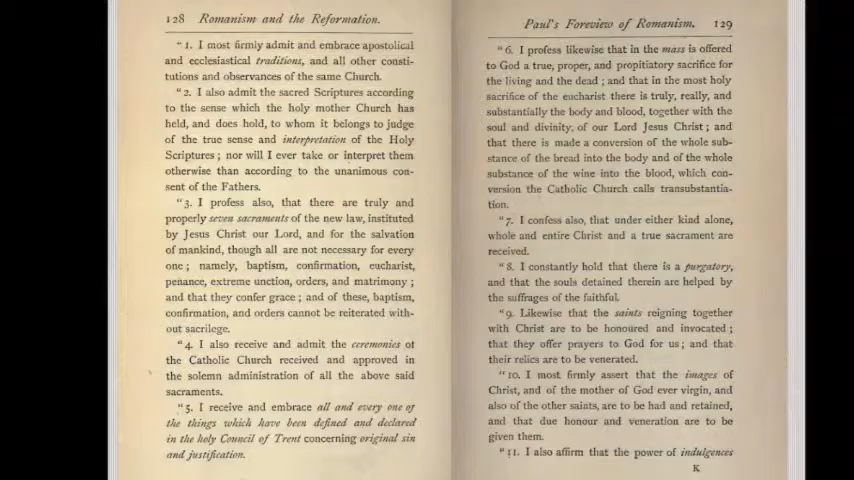 128 Romanism and the Reformation.
"1. I most firmly admit and embrace apostolical
and ecclesiastical traditions, and all other consti-
tutions and observances of the same Church.
"2. I also admit the sacred Scriptures according
to the sense which the holy mother Church has
held, and does hold, to whom it belongs to judge
of the true sense and interpretation of the Holy
Scriptures ; nor will I ever take or interpret them
otherwise than according to the unanimous con-
sent of the Fathers.
"3. I profess also, that there are truly and
properly seven sacraments of the new law, instituted
by Jesus Christ our Lord, and for the salvation
of mankind, though all are not necessary for every
one ; namely, baptism, confirmation, eucharist,
penance, extreme unction, orders, and matrimony ;
and that they confer grace ; and of these, baptism,
confirmation, and orders cannot be reiterated with-
out sacrilege.
"4. I also receive and admit the ceremonies of
the Catholic Church received and approved in
the solemn administration of all the above said
sacraments.
"5. I receive and embrace all and every one of
the things which have been defined and declared
in the holy Council of Trent concerning original sin
and justification.
Paul's Foreview of Romanism. 129
"6. I profess likewise that in the mass is offered
to God a true, proper, and propitiatory sacrifice for
the living and the dead ; and that in the most holy
sacrifice of the eucharist there is truly, really, and
substantially the body and blood, together with the
soul and divinity, of our Lord Jesus Christ ; and
that there is made a conversion of the whole sub-
stance of the bread into the body and of the whole
substance of the wine into the blood, which con-
version the Catholic Church calls transubstantia-
tion.
"7. I confess also, that under either kind alone,
whole and entire Christ and a true sacrament are
received.
"8. I constantly hold that there is a purgatory,
and that the souls detained therein are helped by
the suffrages of the faithful.
"9. Likewise that the saints reigning together
with Christ are to be honoured and invocated ;
that they offer prayers to God for us ; and that
their relics are to be venerated.
"10. I most firmly assert that the images of
Christ, and of the mother of God ever virgin, and
also of the other saints, are to be had and retained,
and that due honour and veneration are to be
given them.
"11. I also affirm that the power of indulgences
K